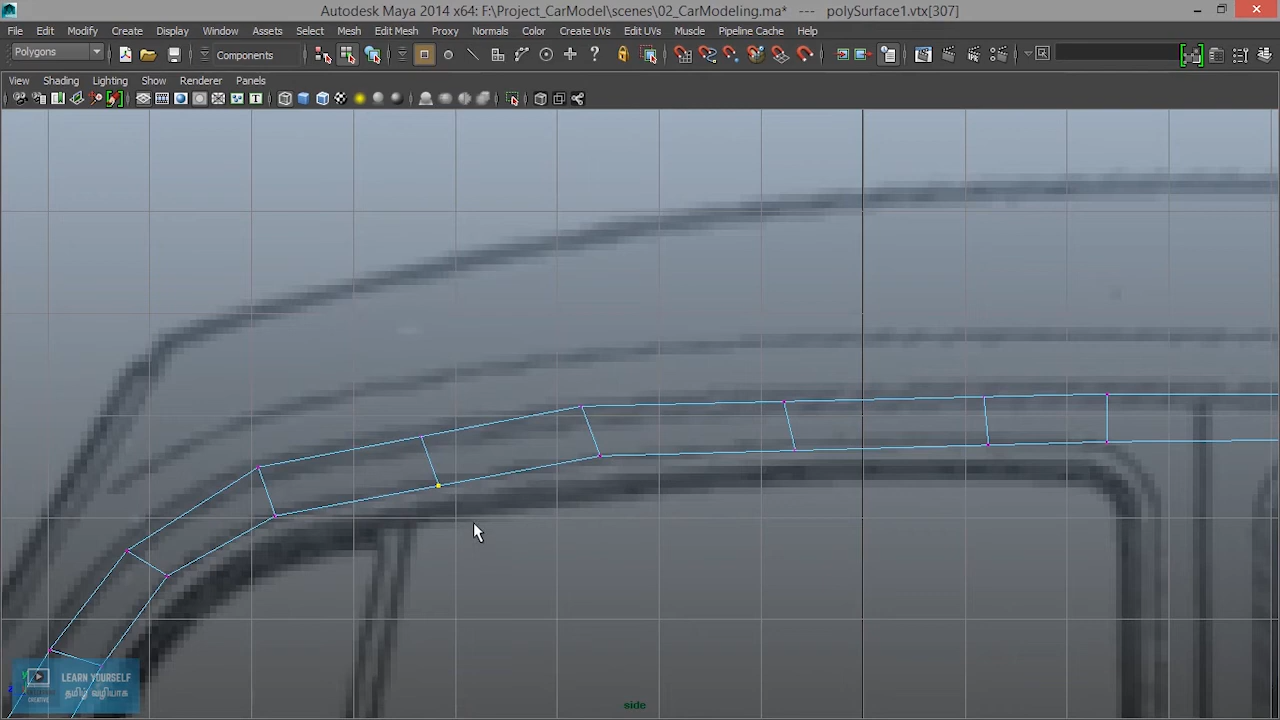 Autodesk Maya 2014 x64: F:\Project_CarModel\scenes\02_CarModeling.ma* --- polySurface1.vtx[307]
File Edit Modify Create Display Window Assets Select Mesh Edit Mesh Proxy Normals Color Create UVs Edit UVs Muscle Pipeline Cache Help
Polygons Components
View Shading Lighting Show Renderer Panels
LEARN YOURSELF
தமிழ் வழியாக
side